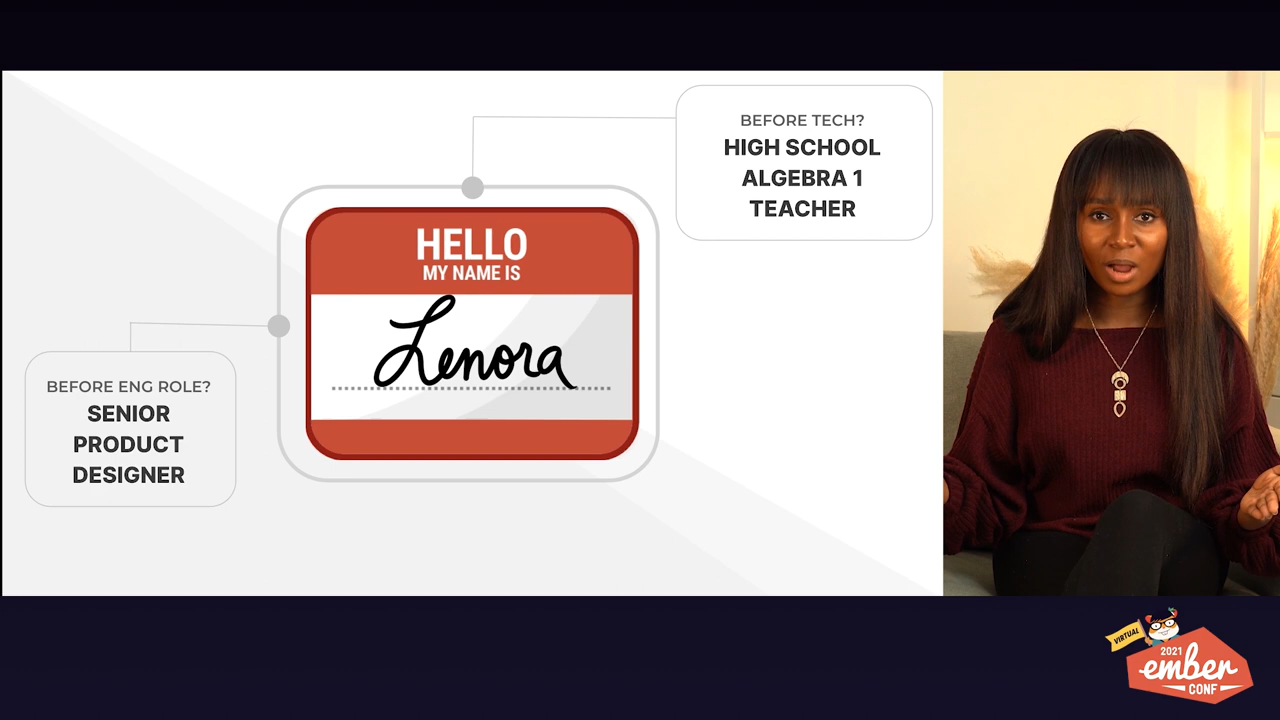 BEFORE TECH?
HIGH SCHOOL
ALGEBRA 1
TEACHER
HELLO
MY NAME IS
Lenora
BEFORE ENG ROLE?
SENIOR
PRODUCT
DESIGNER
VIRTUAL
2021
ember
CONF